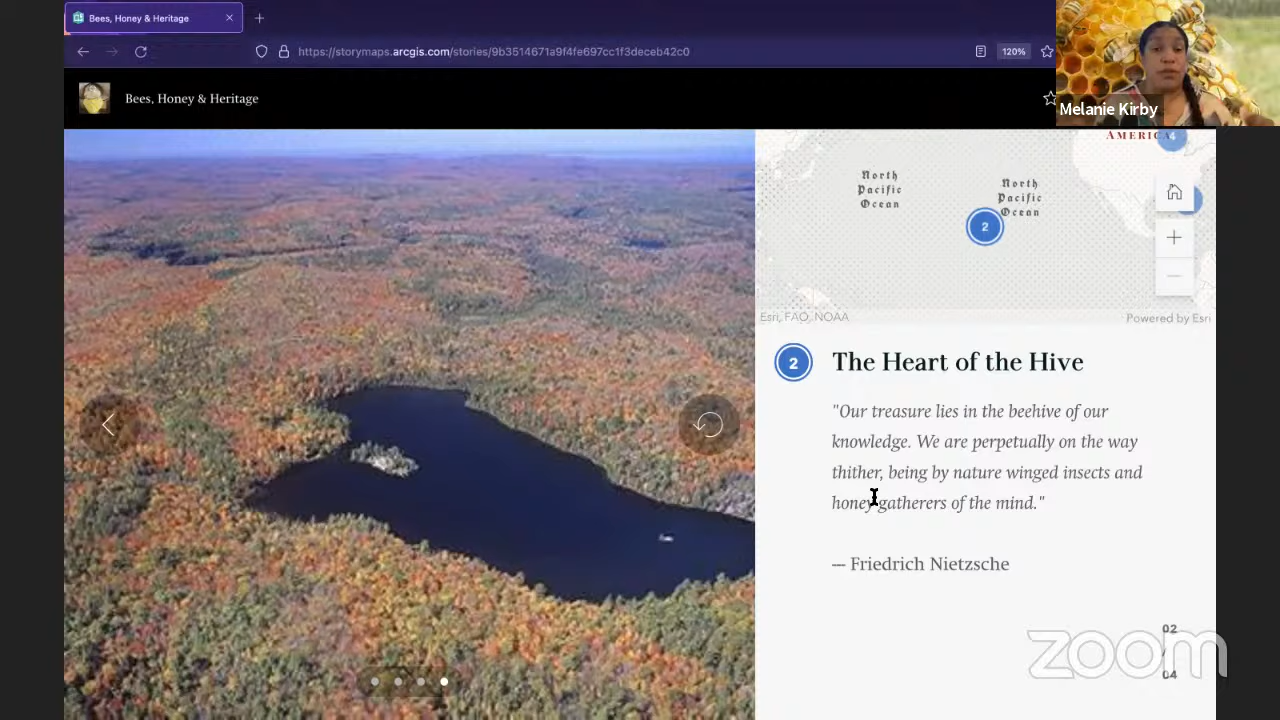 Bees, Honey & Heritage
https://storymaps.arcgis.com/stories/9b3514671a9f4fe697cc1f3deceb42c0
120%
Bees, Honey & Heritage
Melanie Kirby
AMERICA
4
North
Pacific
Ocean
North
Pacific
Ocean
2
Esri, FAO, NOAA
Powered by Esri
2
The Heart of the Hive
"Our treasure lies in the beehive of our
knowledge. We are perpetually on the way
thither, being by nature winged insects and
honey gatherers of the mind."
— Friedrich Nietzsche
02
/
04
zoom